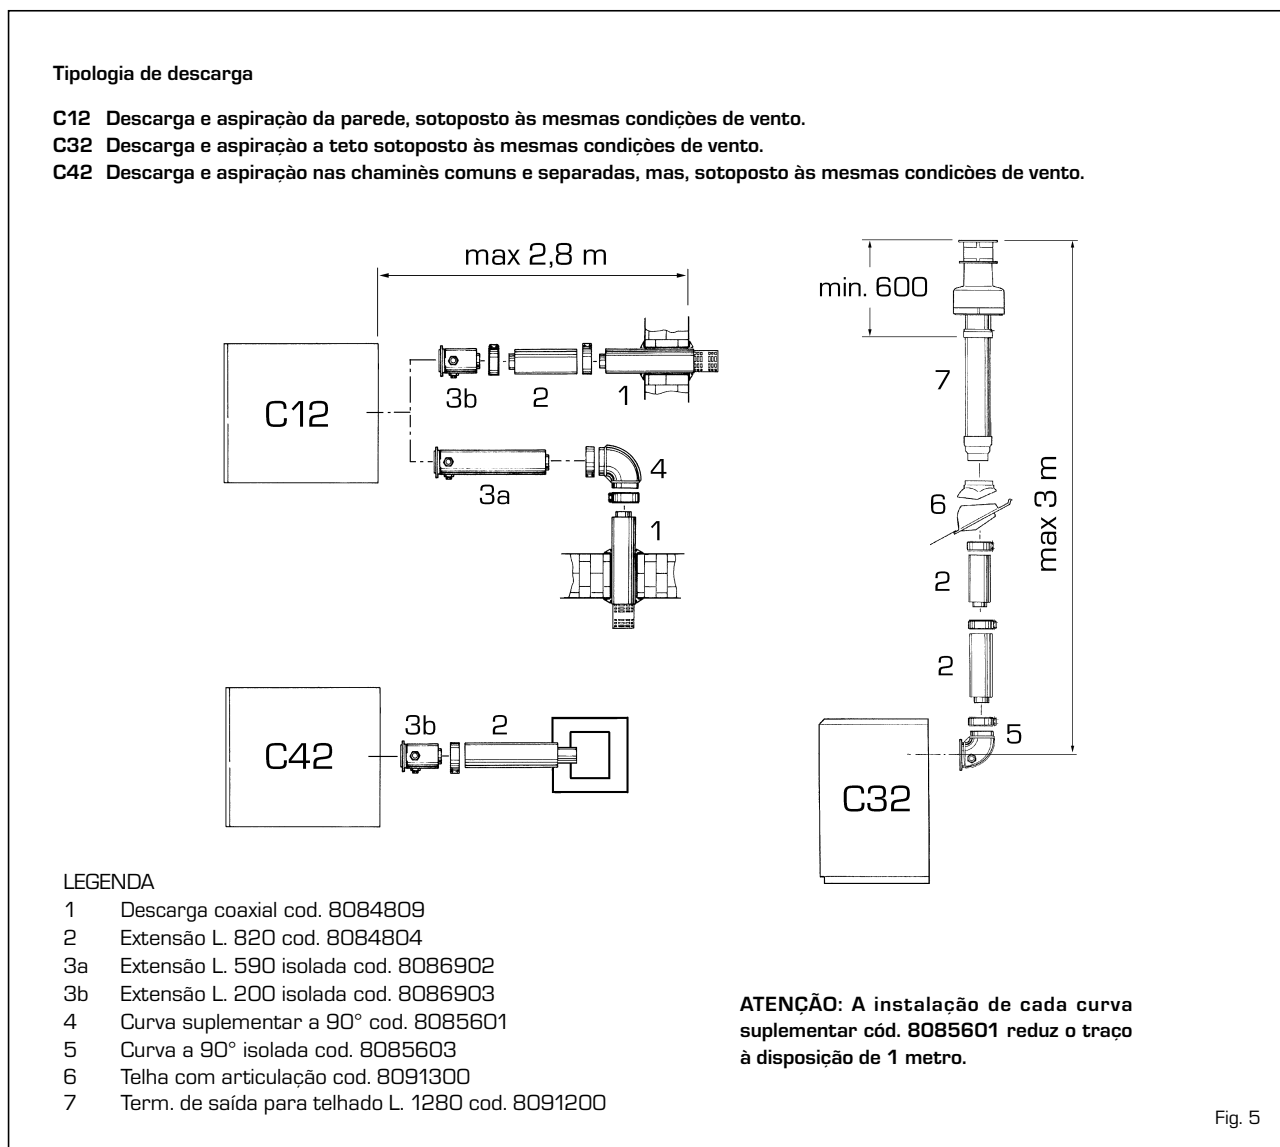 Tipologia de descarga
C12 Descarga e aspiraçào da parede, sotoposto às mesmas condiçòes de vento.
C32 Descarga e aspiraçào a teto sotoposto às mesmas condiçòes de vento.
C42 Descarga e aspiraçào nas chaminès comuns e separadas, mas, sotoposto às mesmas condicòes de vento.
max 2,8 m
C12
3b
2
1
3a
4
1
min. 600
7
6
2
2
5
max 3 m
C32
C42
3b
2
LEGENDA
1 Descarga coaxial cod. 8084809
2 Extensão L. 820 cod. 8084804
3a Extensão L. 590 isolada cod. 8086902
3b Extensão L. 200 isolada cod. 8086903
4 Curva suplementar a 90° cod. 8085601
5 Curva a 90° isolada cod. 8085603
6 Telha com articulação cod. 8091300
7 Term. de saída para telhado L. 1280 cod. 8091200
ATENÇÃO: A instalação de cada curva
suplementar cód. 8085601 reduz o traço
à disposição de 1 metro.
Fig. 5